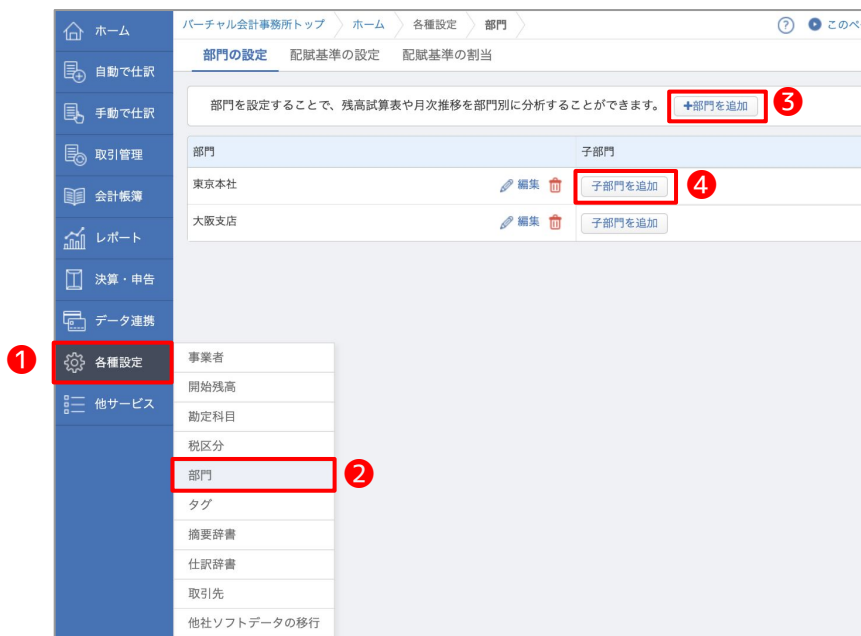 バーチャル会計事務所トップ ホーム 各種設定 部門 ? このペ
部門の設定 配賦基準の設定 配賦基準の割当
部門を設定することで、残高試算表や月次推移を部門別に分析することができます。 +部門を追加 3
部門 子部門
東京本社 編集 子部門を追加 4
大阪支店 編集 子部門を追加
ホーム
自動で仕訳
手動で仕訳
取引管理
会計帳簿
レポート
決算・申告
データ連携
1 各種設定
他サービス
事業者
開始残高
勘定科目
税区分
部門 2
タグ
摘要辞書
仕訳辞書
取引先
他社ソフトデータの移行